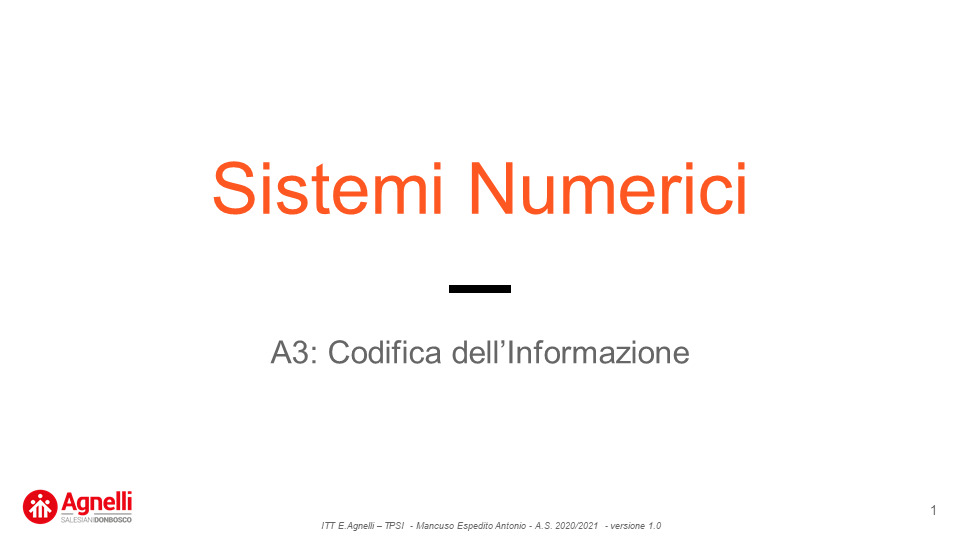 Sistemi Numerici
A3: Codifica dell’Informazione
Agnelli
SALESIANIDONBOSCO
ITT E.Agnelli – TPSI - Mancuso Espedito Antonio - A.S. 2020/2021 - versione 1.0
1